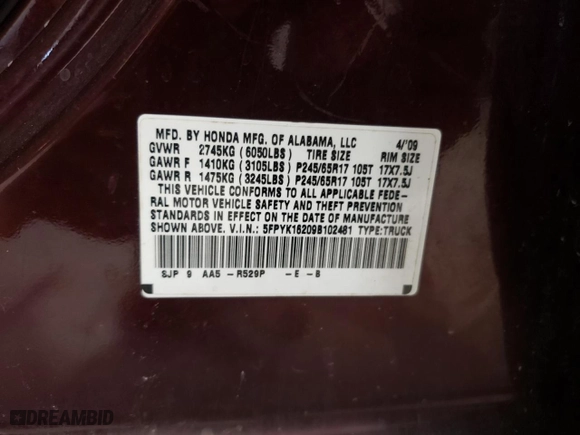 MFD. BY HONDA MFG. OF ALABAMA, LLC 4/'09
GVWR 2745KG (6050LBS) TIRE SIZE RIM SIZE
GAWR F 1410KG (3105LBS) P245/65R17 105T 17X7.5J
GAWR R 1475KG (3245LBS) P245/65R17 105T 17X7.5J
THIS VEHICLE CONFORMS TO ALL APPLICABLE FEDE-
RAL MOTOR VEHICLE SAFETY AND THEFT PREVENTION
STANDARDS IN EFFECT ON THE DATE OF MANUFACTURE
SHOWN ABOVE. V.I.N.: 5FPYK16209B102481 TYPE:TRUCK
SJP 9 AA5 -R529P -E -B
DREAMBID